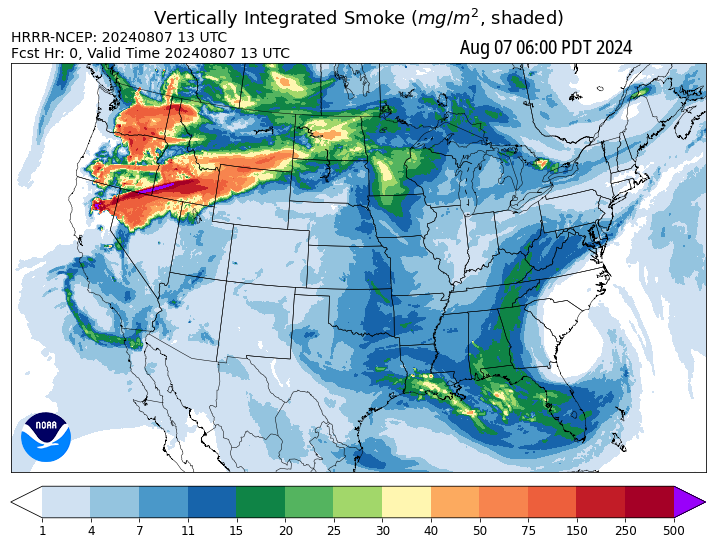 Vertically Integrated Smoke (mg/m², shaded)
HRRR-NCEP: 20240807 13 UTC
Fcst Hr: 0, Valid Time 20240807 13 UTC
Aug 07 06:00 PDT 2024
NOAA
1 4 7 11 15 20 25 30 40 50 75 150 250 500